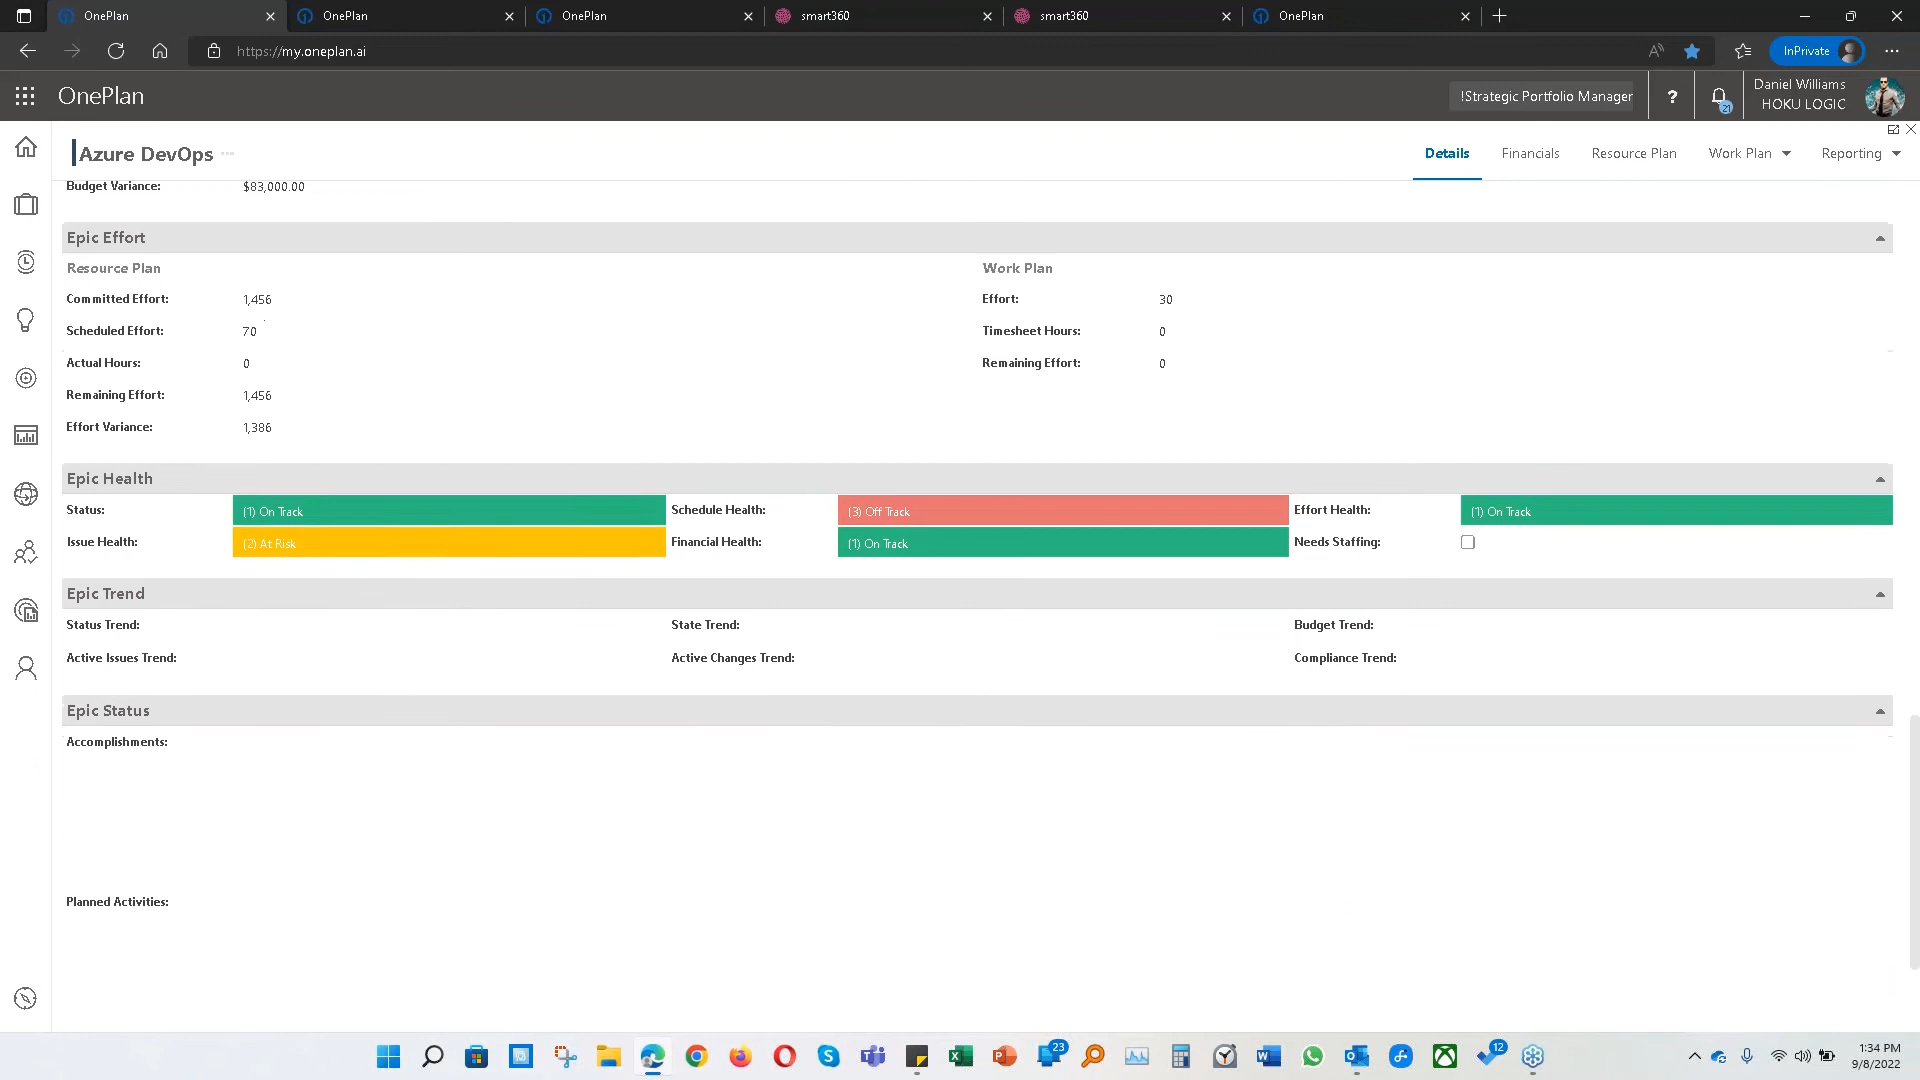 OnePlan OnePlan OnePlan smart360 smart360 OnePlan
https://my.oneplan.ai InPrivate
OnePlan !Strategic Portfolio Manager ? 21 Daniel Williams
HOKU LOGIC
Azure DevOps Details Financials Resource Plan Work Plan Reporting
Budget Variance: $83,000.00
Epic Effort
Resource Plan Work Plan
Committed Effort: 1,456 Effort: 30
Scheduled Effort: 70 Timesheet Hours: 0
Actual Hours: 0 Remaining Effort: 0
Remaining Effort: 1,456
Effort Variance: 1,386
Epic Health
Status: (1) On Track Schedule Health: (3) Off Track Effort Health: (1) On Track
Issue Health: (2) At Risk Financial Health: (1) On Track Needs Staffing:
Epic Trend
Status Trend: State Trend: Budget Trend:
Active Issues Trend: Active Changes Trend: Compliance Trend:
Epic Status
Accomplishments:
Planned Activities:
23 12 1:34 PM
9/8/2022